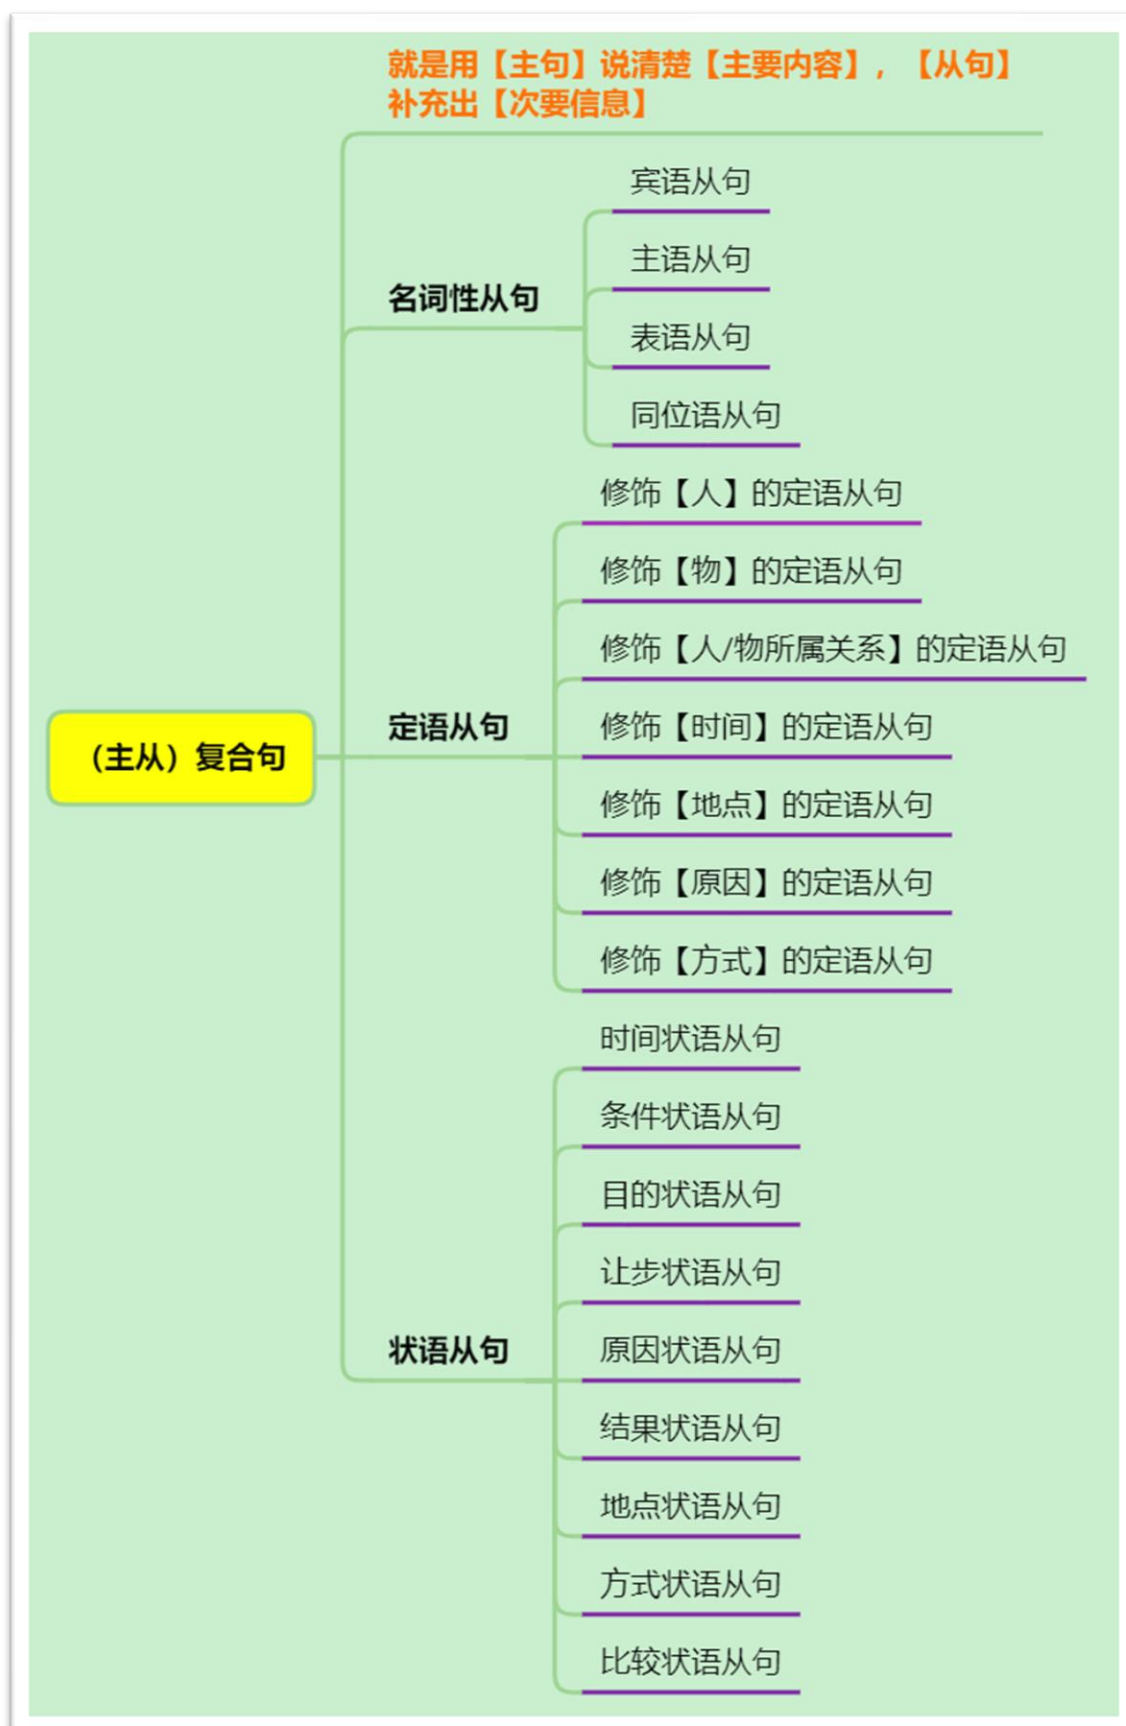 就是用【主句】说清楚【主要内容】，【从句】
补充出【次要信息】
宾语从句
主语从句
名词性从句
表语从句
同位语从句
修饰【人】的定语从句
修饰【物】的定语从句
修饰【人/物所属关系】的定语从句
定语从句
修饰【时间】的定语从句
（主从）复合句
修饰【地点】的定语从句
修饰【原因】的定语从句
修饰【方式】的定语从句
时间状语从句
条件状语从句
目的状语从句
让步状语从句
状语从句
原因状语从句
结果状语从句
地点状语从句
方式状语从句
比较状语从句